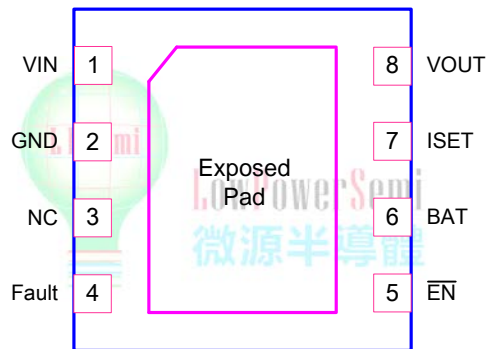 VIN 1 8 VOUT
GND 2 7 ISET
Exposed
Pad
LowPowerSemi
微源半導體
NC 3 6 BAT
Fault 4 5 EN